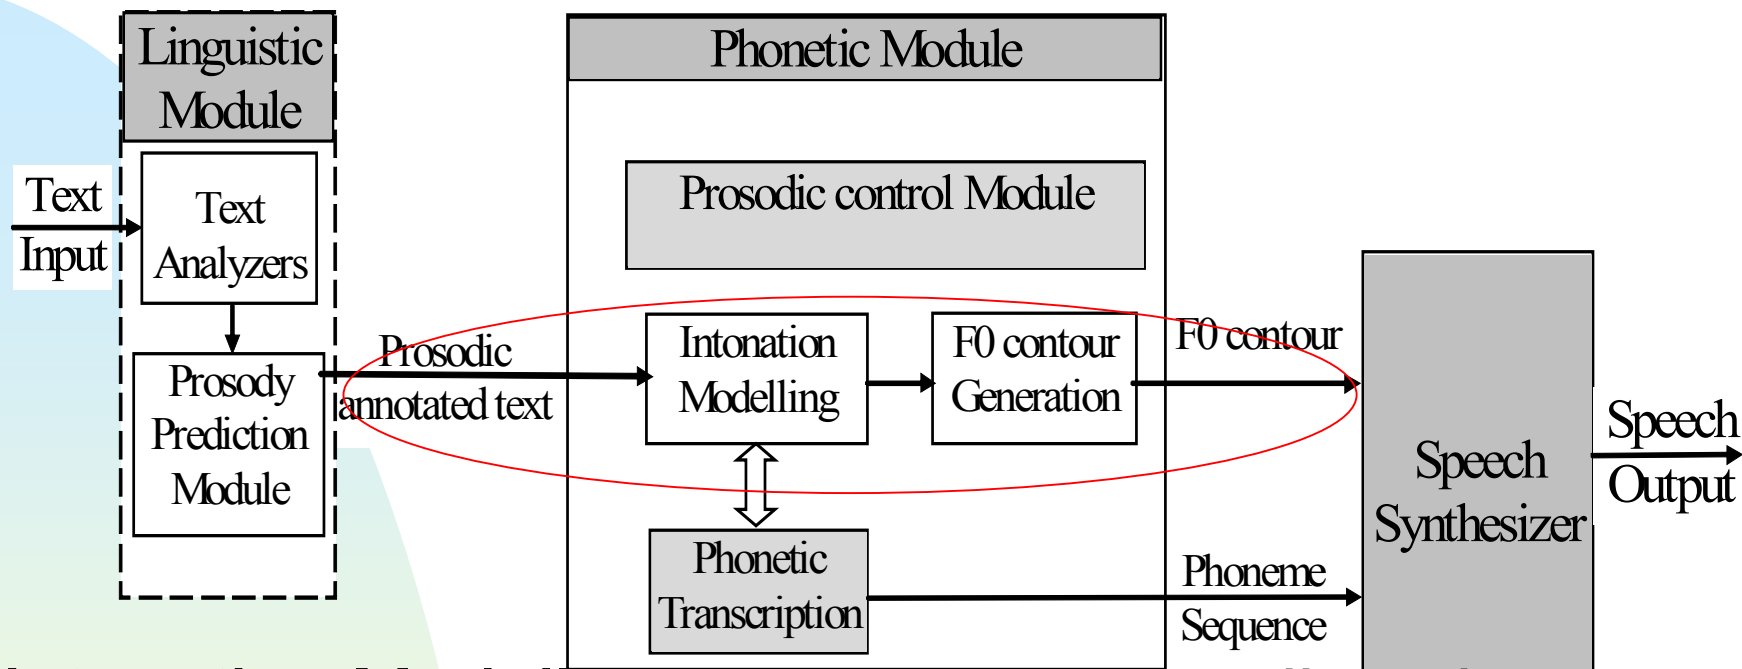 Linguistic
Module
Phonetic Module
Text
Input
Text
Analyzers
Prosodic control Module
Prosody
Prediction
Module
Prosodic
annotated text
Intonation
Modelling
F0 contour
Generation
F0 contour
Speech
Synthesizer
Speech
Output
Phonetic
Transcription
Phoneme
Sequence